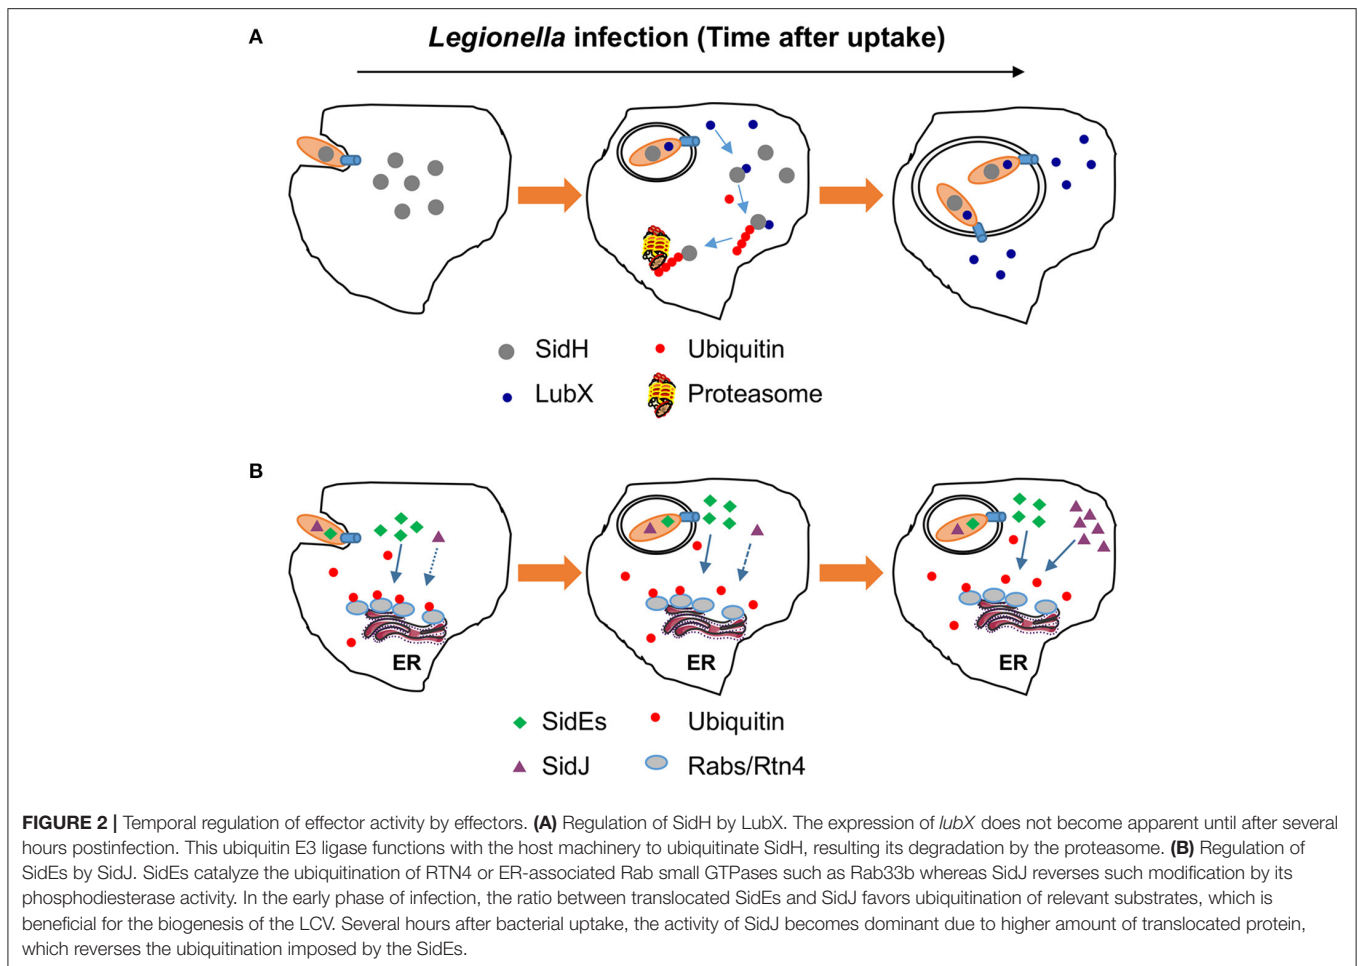 A
Legionella infection (Time after uptake)
SidH
Ubiquitin
LubX
Proteasome
B
ER
ER
ER
SidEs
Ubiquitin
SidJ
Rabs/Rtn4
FIGURE 2 | Temporal regulation of effector activity by effectors. (A) Regulation of SidH by LubX. The expression of lubX does not become apparent until after several
hours postinfection. This ubiquitin E3 ligase functions with the host machinery to ubiquitinate SidH, resulting its degradation by the proteasome. (B) Regulation of
SidEs by SidJ. SidEs catalyze the ubiquitination of RTN4 or ER-associated Rab small GTPases such as Rab33b whereas SidJ reverses such modification by its
phosphodiesterase activity. In the early phase of infection, the ratio between translocated SidEs and SidJ favors ubiquitination of relevant substrates, which is
beneficial for the biogenesis of the LCV. Several hours after bacterial uptake, the activity of SidJ becomes dominant due to higher amount of translocated protein,
which reverses the ubiquitination imposed by the SidEs.